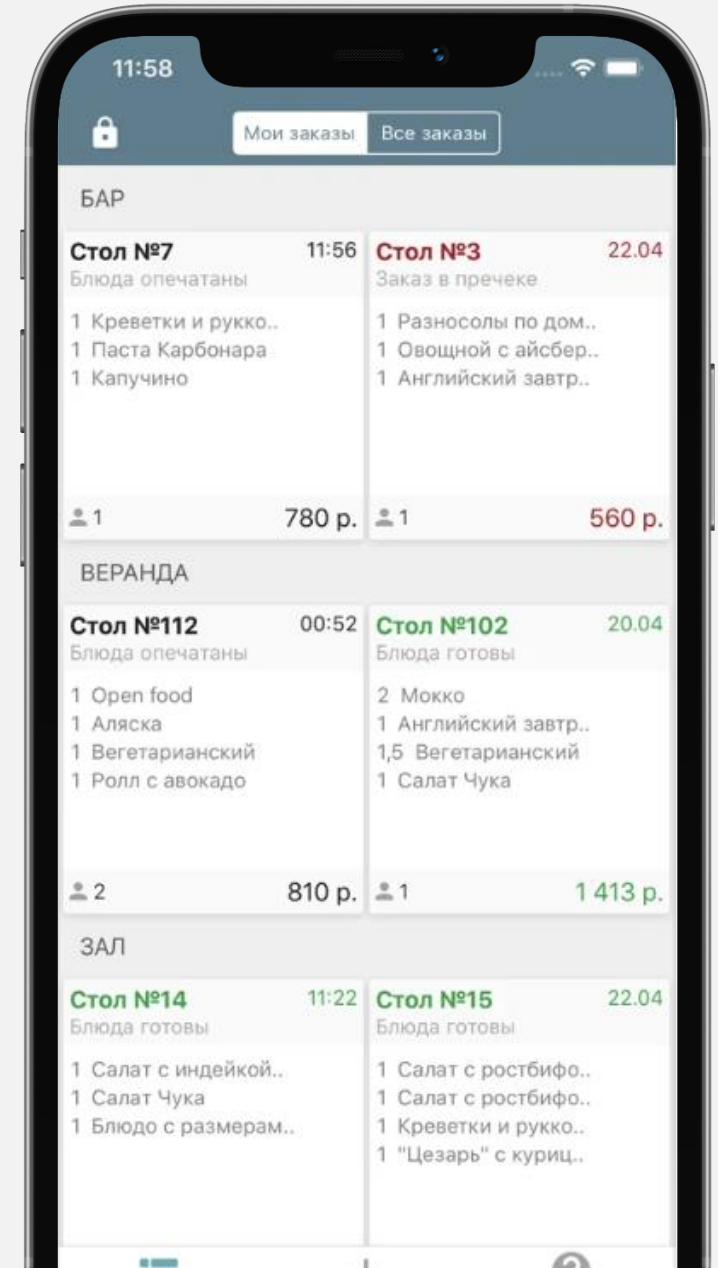 11:58
Мои заказы Все заказы
БАР
Стол №7 11:56
Блюда опечатаны
1 Креветки и рукко..
1 Паста Карбонара
1 Капучино
1 780 р.
Стол №3 22.04
Заказ в пречеке
1 Разносолы по дом..
1 Овощной с айсбер..
1 Английский завтр..
1 560 р.
ВЕРАНДА
Стол №112 00:52
Блюда опечатаны
1 Open food
1 Аляска
1 Вегетарианский
1 Ролл с авокадо
2 810 р.
Стол №102 20.04
Блюда готовы
2 Мокко
1 Английский завтр..
1,5 Вегетарианский
1 Салат Чука
1 1 413 р.
ЗАЛ
Стол №14 11:22
Блюда готовы
1 Салат с индейкой..
1 Салат Чука
1 Блюдо с размерам..
Стол №15 22.04
Блюда готовы
1 Салат с ростбифо..
1 Салат с ростбифо..
1 Креветки и рукко..
1 "Цезарь" с куриц..